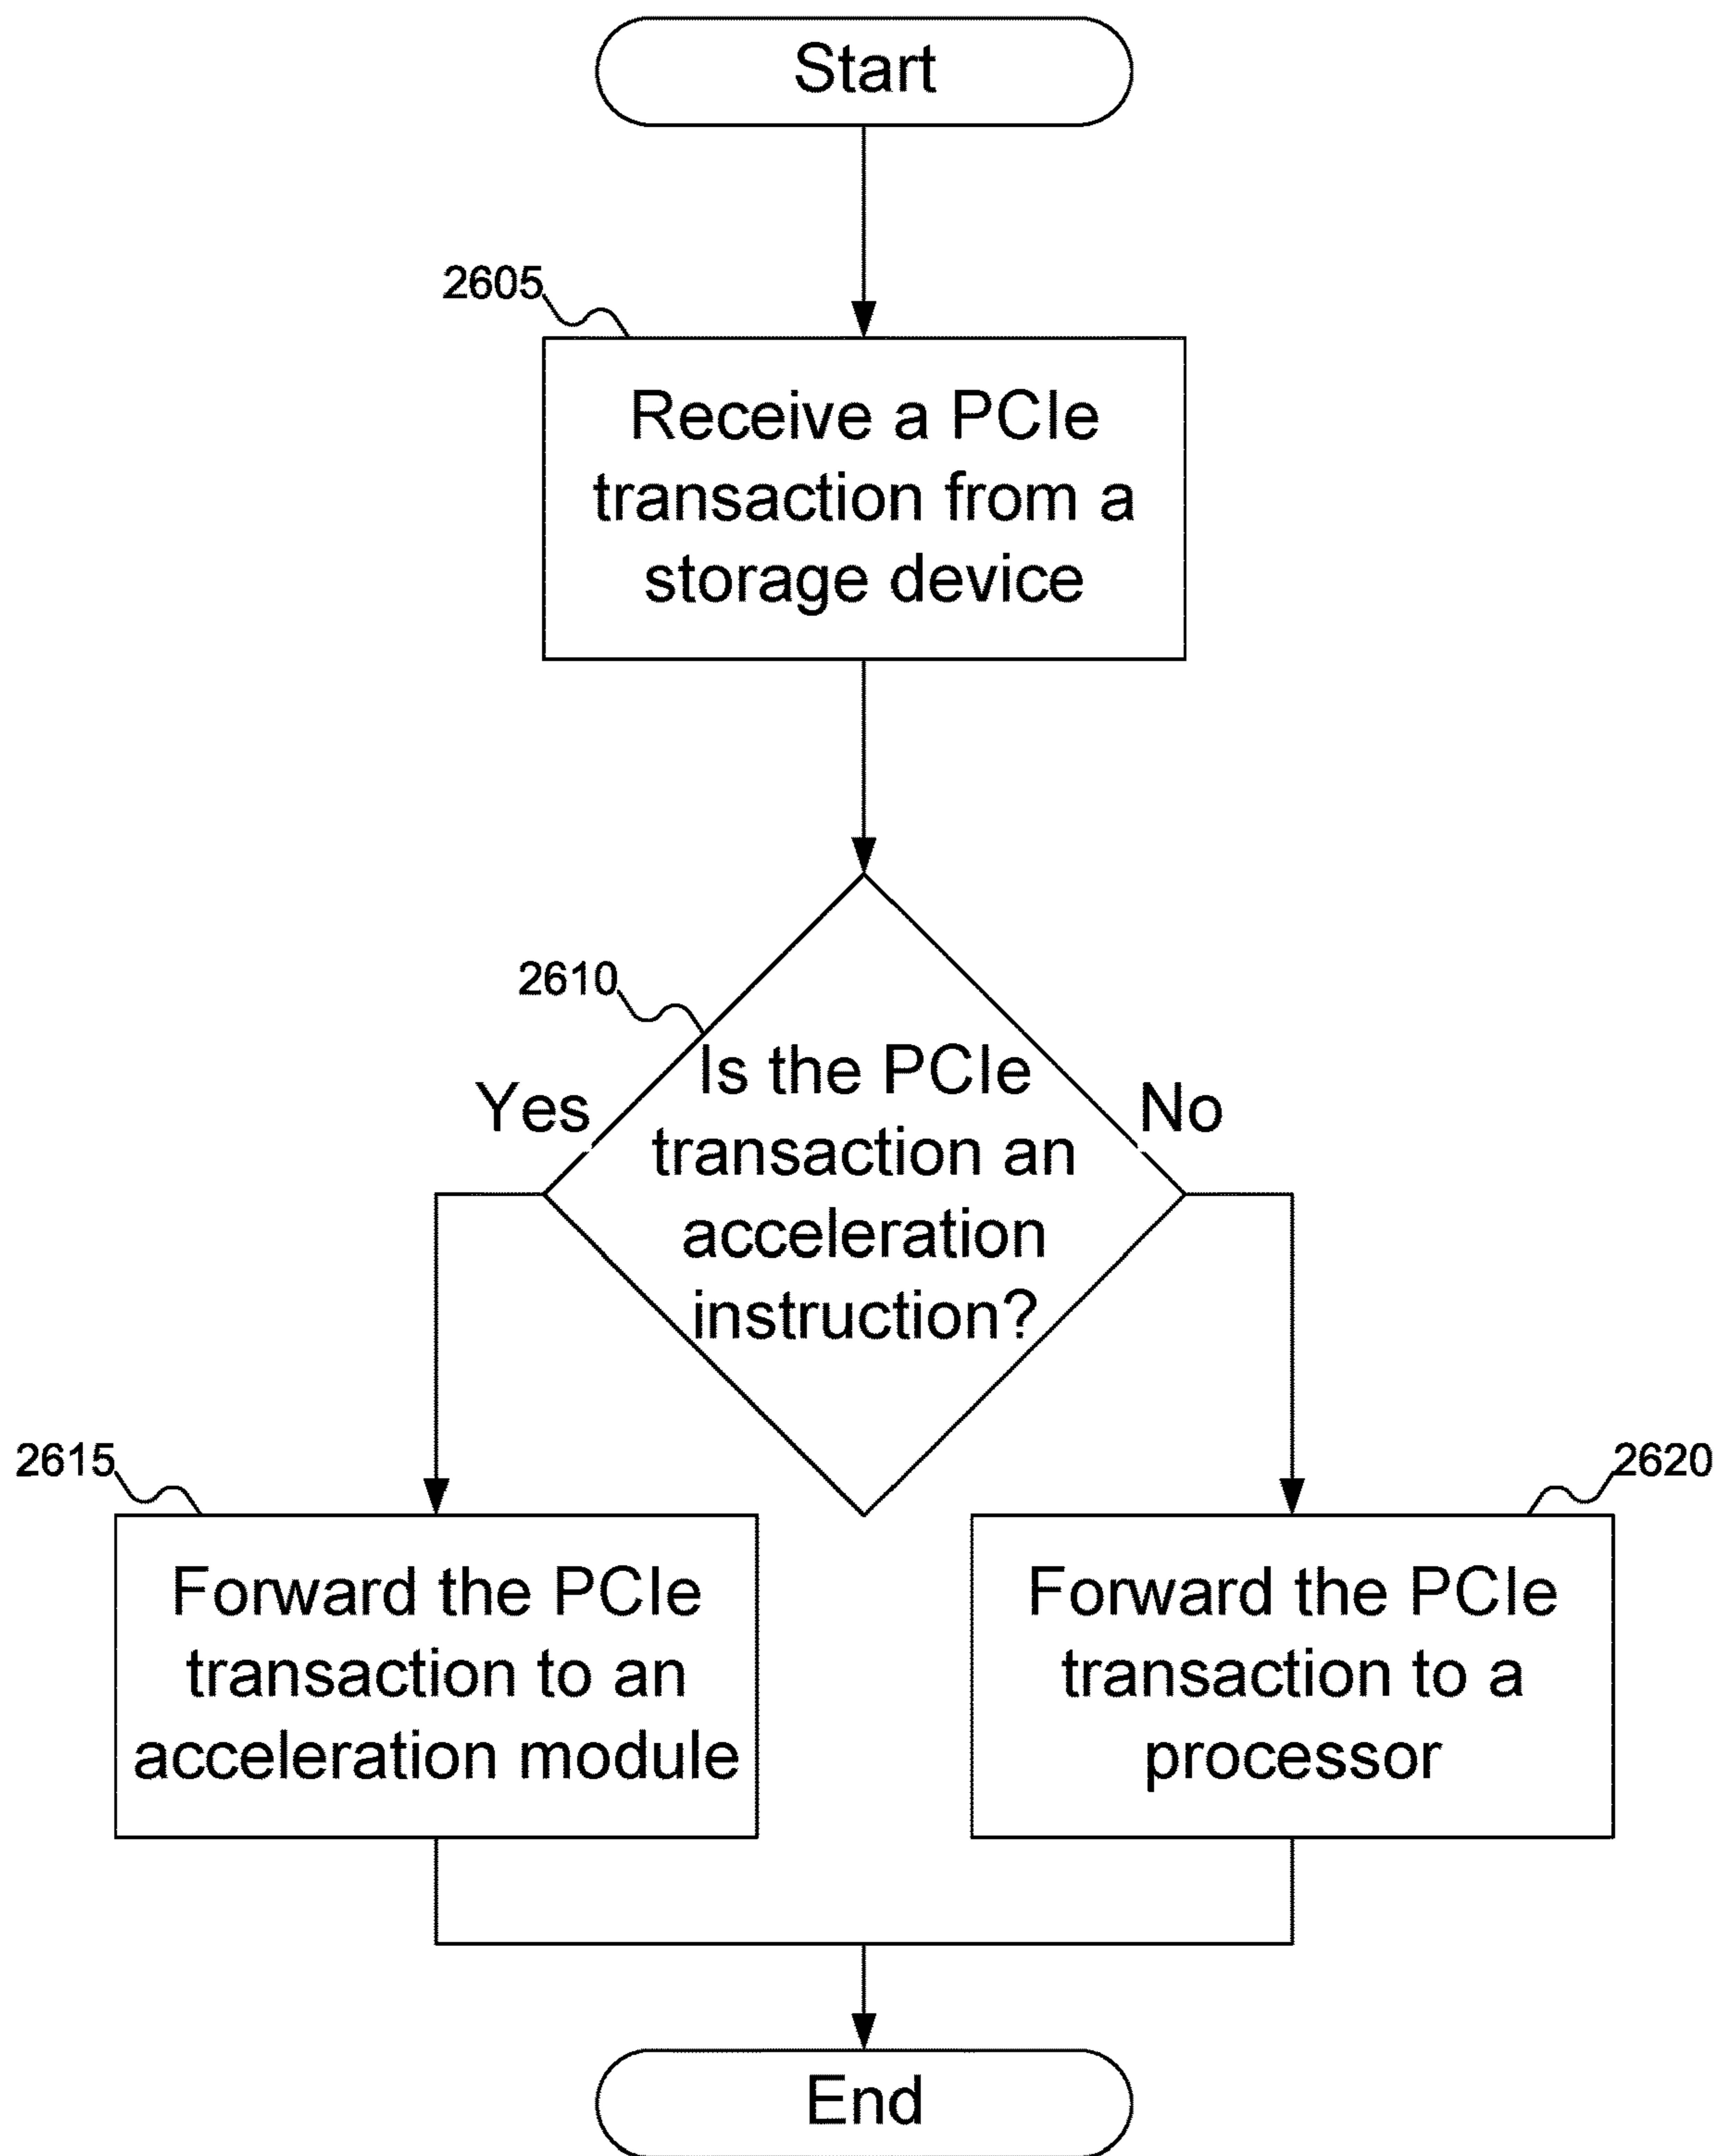 Start
2605
Receive a PCIe
transaction from a
storage device
2610
Is the PCIe
transaction an
acceleration
instruction?
Yes
No
2615
Forward the PCIe
transaction to an
acceleration module
2620
Forward the PCIe
transaction to a
processor
End